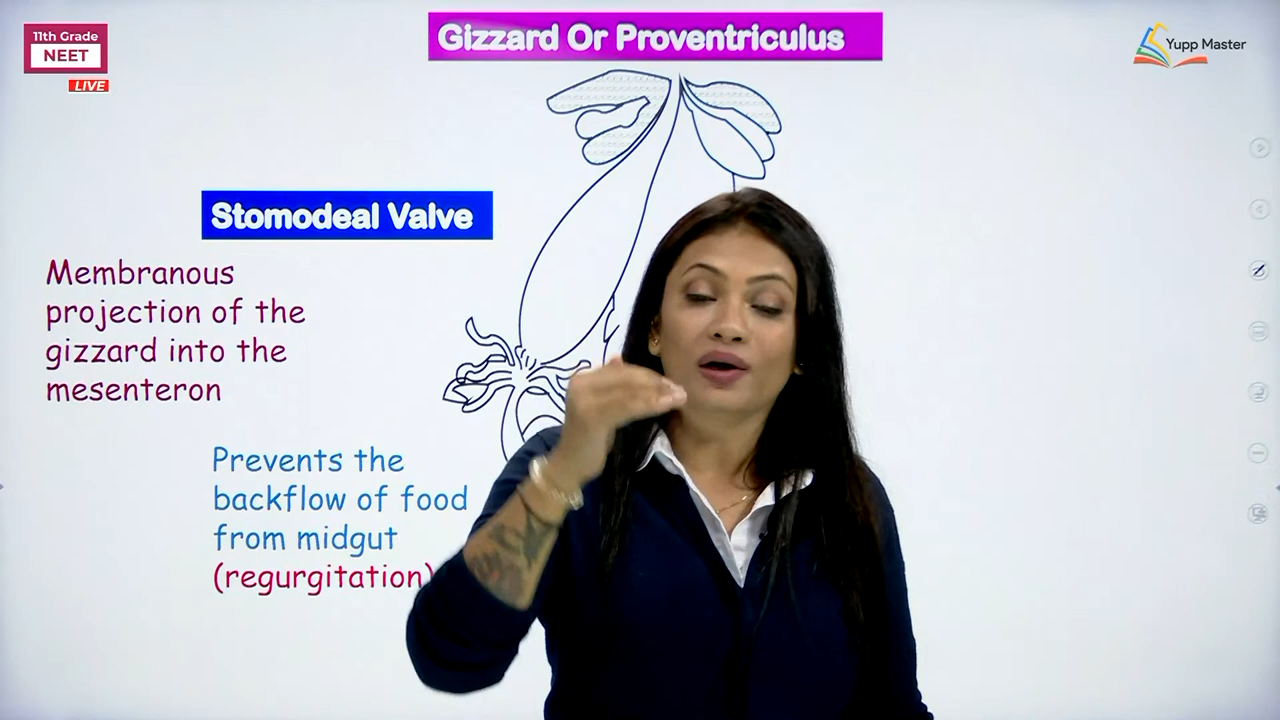 11th Grade
NEET
LIVE
Gizzard Or Proventriculus
Yupp Master
Stomodeal Valve
Membranous
projection of the
gizzard into the
mesenteron
Prevents the
backflow of food
from midgut
(regurgitation)